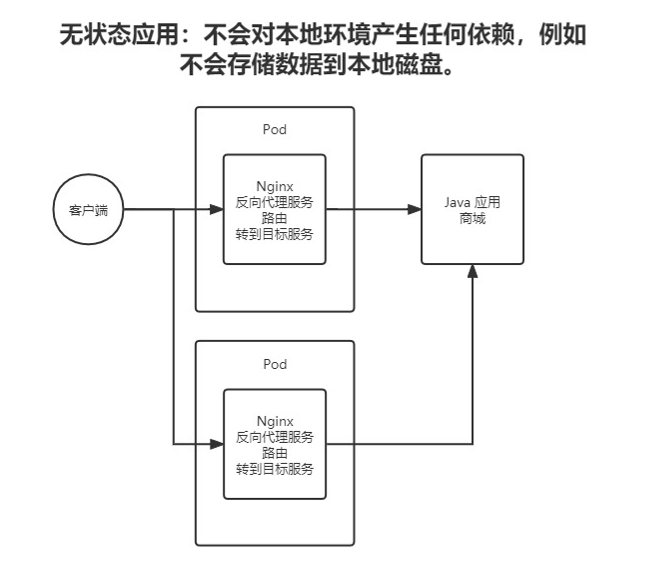 无状态应用：不会对本地环境产生任何依赖，例如
不会存储数据到本地磁盘。
Pod
Nginx
反向代理服务
路由
转到目标服务
客户端
Java 应用
商城
Pod
Nginx
反向代理服务
路由
转到目标服务